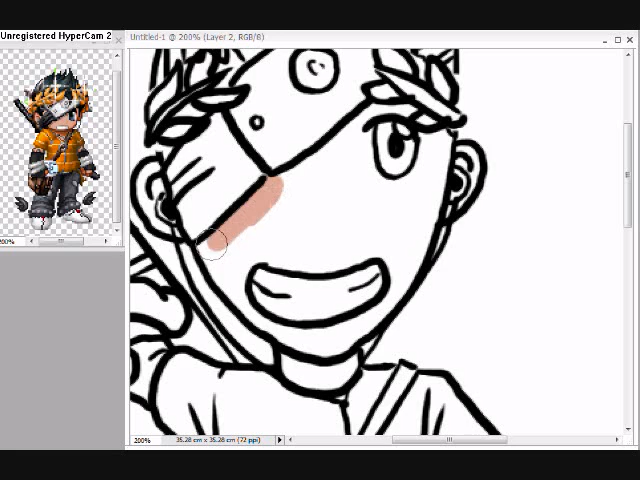 Unregistered HyperCam 2
Untitled-1 @ 200% (Layer 2, RGB/8)
200%
200%
35.28 cm x 35.28 cm (72 ppi)